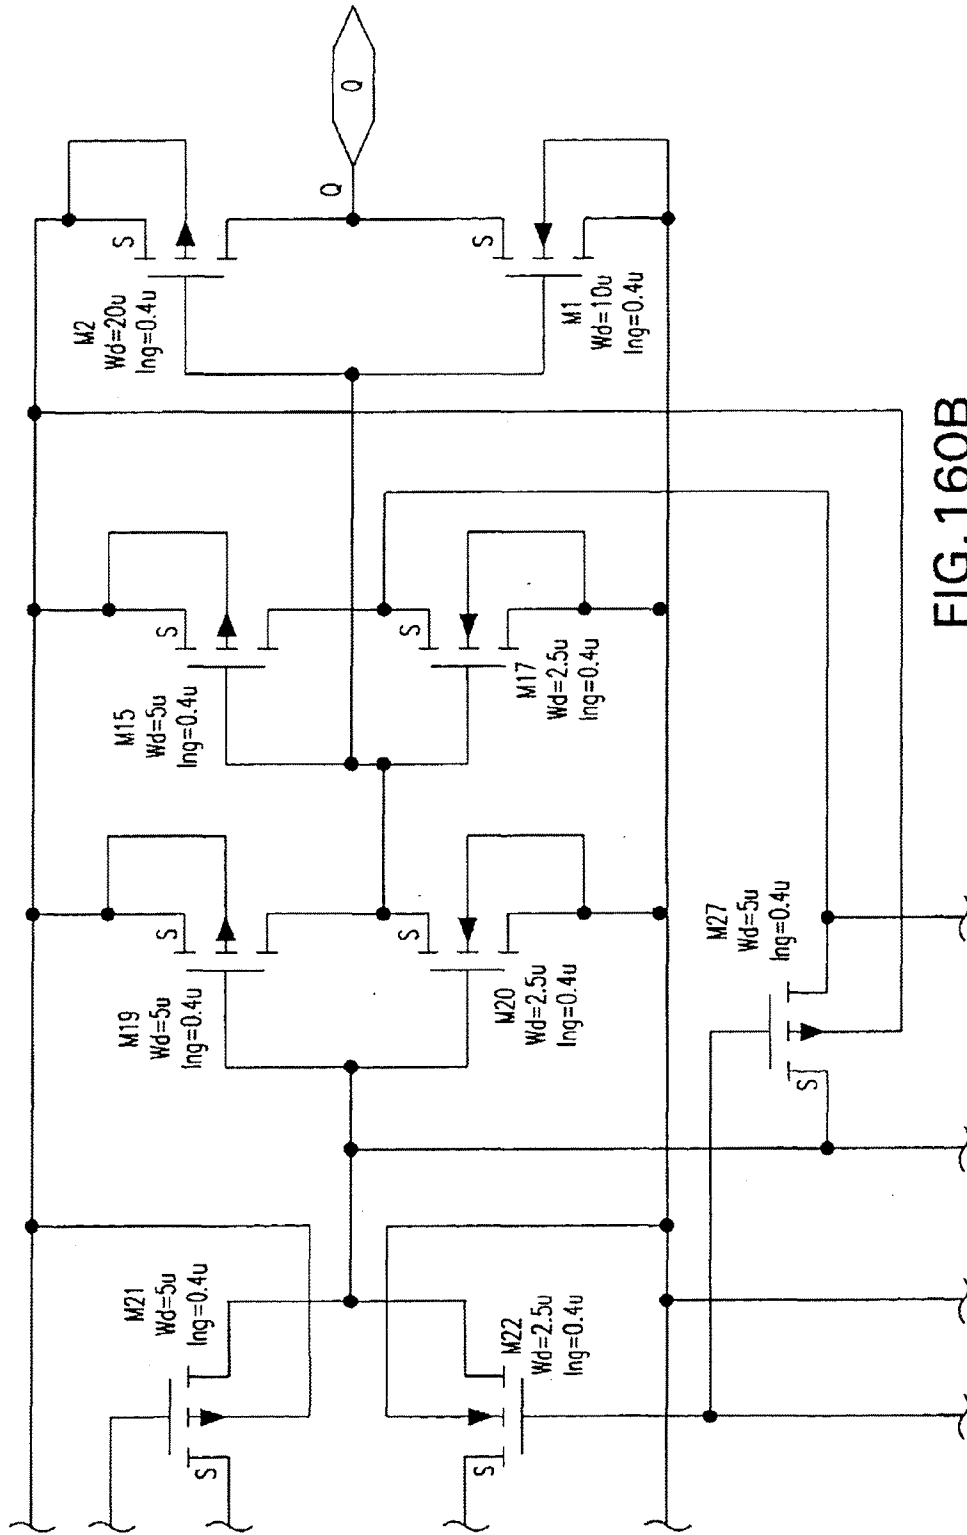 M2
Wd=20u
lng=0.4u
S
M15
Wd=5u
lng=0.4u
S
M19
Wd=5u
lng=0.4u
S
M21
Wd=5u
lng=0.4u
S
Q
Q
M1
Wd=10u
lng=0.4u
S
M17
Wd=2.5u
lng=0.4u
S
M20
Wd=2.5u
lng=0.4u
S
M22
Wd=2.5u
lng=0.4u
S
M27
Wd=5u
lng=0.4u
S
FIG.160B